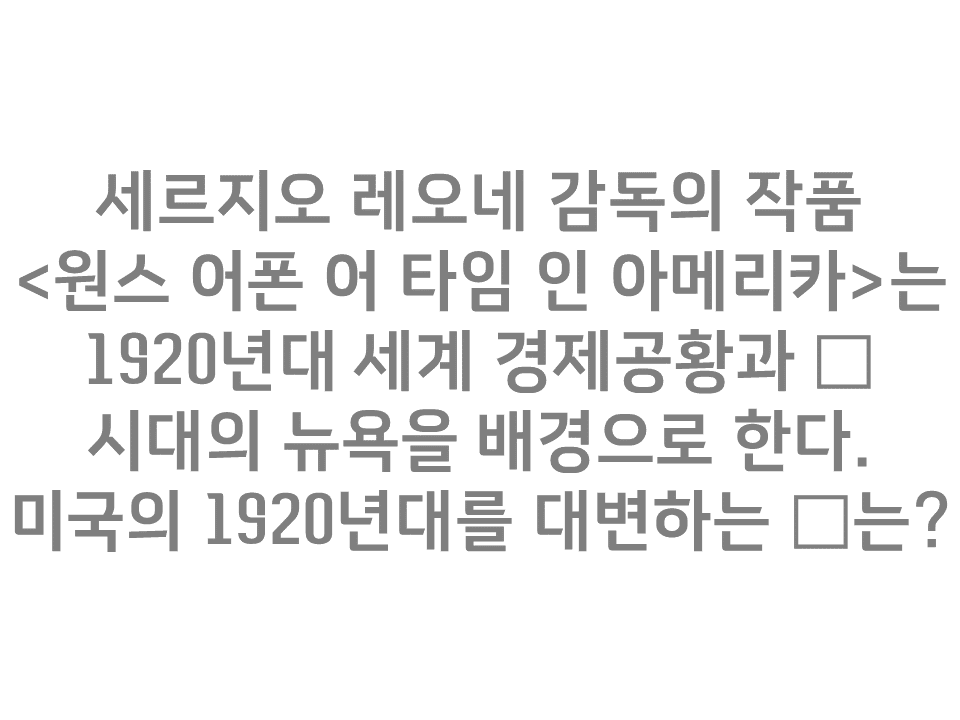 세르지오 레오네 감독의 작품
<원스 어폰 어 타임 인 아메리카>는
1920년대 세계 경제공황과 □
시대의 뉴욕을 배경으로 한다.
미국의 1920년대를 대변하는 □는?